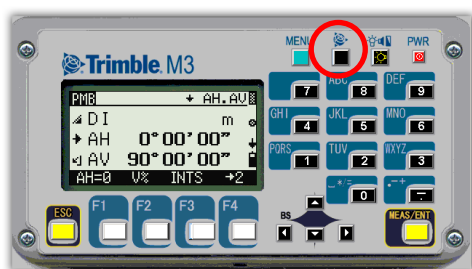 MENU PWR
Trimble. M3
PMB AH.AV
DI m
AH 0°00'00"
AV 90°00'00"
AH=0 V% INTS →2
7 ABC 8 DEF 9
GHI 4 JKL 5 MNO 6
PQRS 1 TUV 2 WXYZ 3
_*/= 0 .-+
ESC F1 F2 F3 F4 BS MEAS/ENT